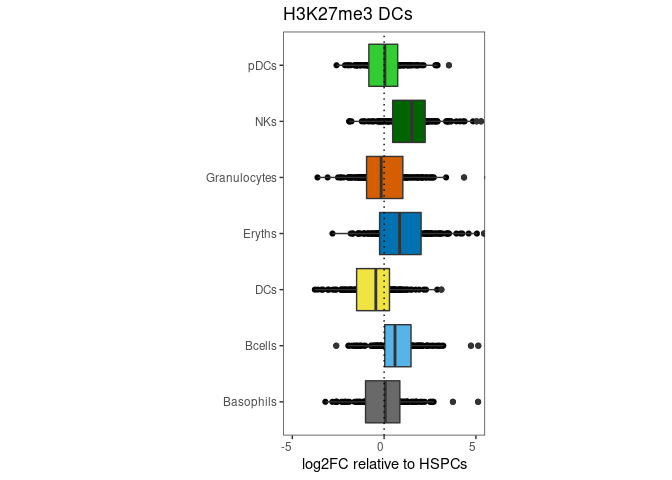 H3K27me3 DCs
pDCs
NKs
Granulocytes
Eryths
DCs
Bcells
Basophils
-5 0 5
log2FC relative to HSPCs